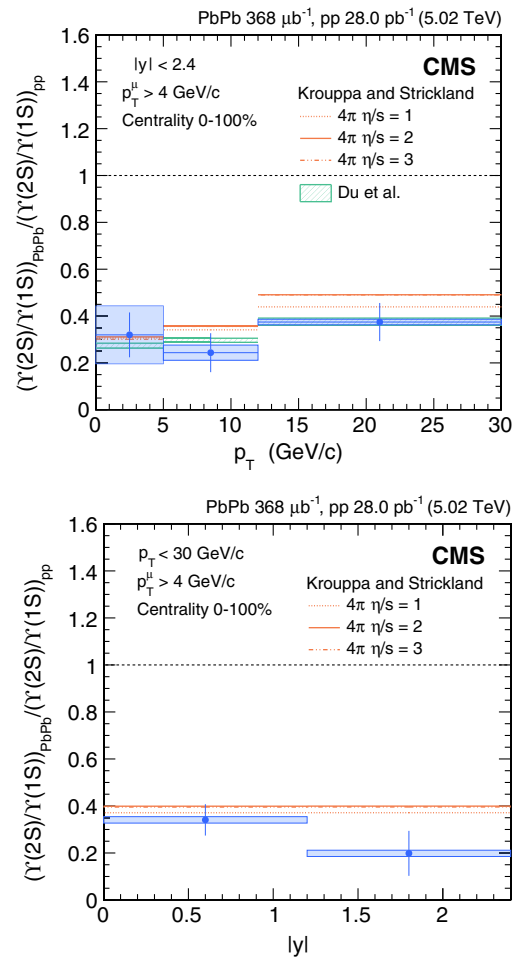 PbPb 368 μb⁻¹, pp 28.0 pb⁻¹ (5.02 TeV)
|y| < 2.4
p_T^μ > 4 GeV/c
Centrality 0-100%
CMS
Krouppa and Strickland
4π η/s = 1
4π η/s = 2
4π η/s = 3
Du et al.
(ϒ(2S)/ϒ(1S))_PbPb/(ϒ(2S)/ϒ(1S))_pp
1.6
1.4
1.2
1
0.8
0.6
0.4
0.2
0
0 5 10 15 20 25 30
p_T (GeV/c)
PbPb 368 μb⁻¹, pp 28.0 pb⁻¹ (5.02 TeV)
p_T < 30 GeV/c
p_T^μ > 4 GeV/c
Centrality 0-100%
CMS
Krouppa and Strickland
4π η/s = 1
4π η/s = 2
4π η/s = 3
(ϒ(2S)/ϒ(1S))_PbPb/(ϒ(2S)/ϒ(1S))_pp
1.6
1.4
1.2
1
0.8
0.6
0.4
0.2
0
0 0.5 1 1.5 2
|y|